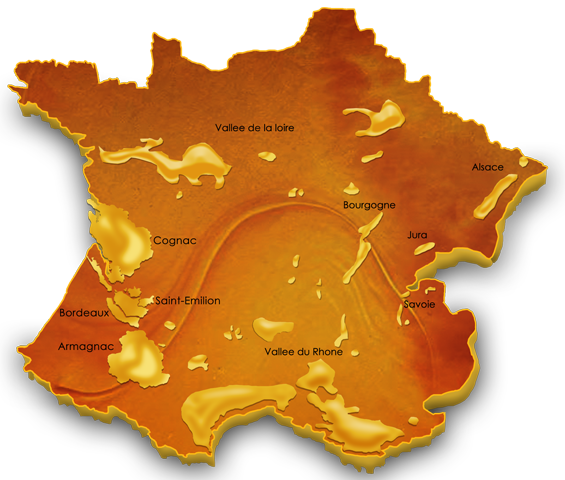 Vallee de la loire
Alsace
Bourgogne
Jura
Cognac
Saint-Emilion
Savoie
Bordeaux
Armagnac
Vallee du Rhone